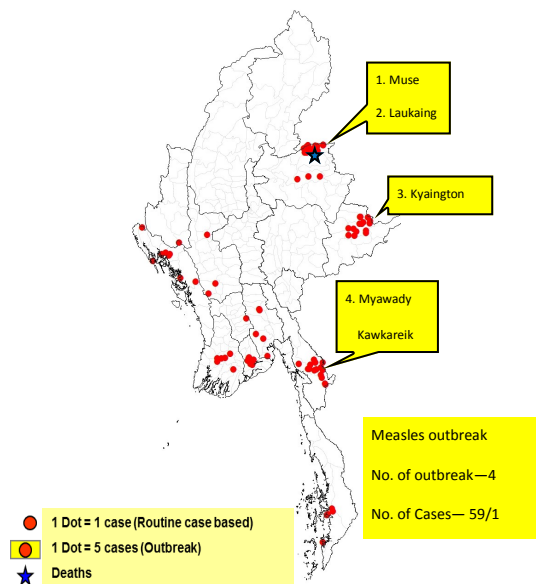 1. Muse
2. Laukaing
3. Kyaington
4. Myawady
Kawkareik
Measles outbreak
No. of outbreak—4
No. of Cases— 59/1
1 Dot = 1 case (Routine case based)
1 Dot = 5 cases (Outbreak)
Deaths